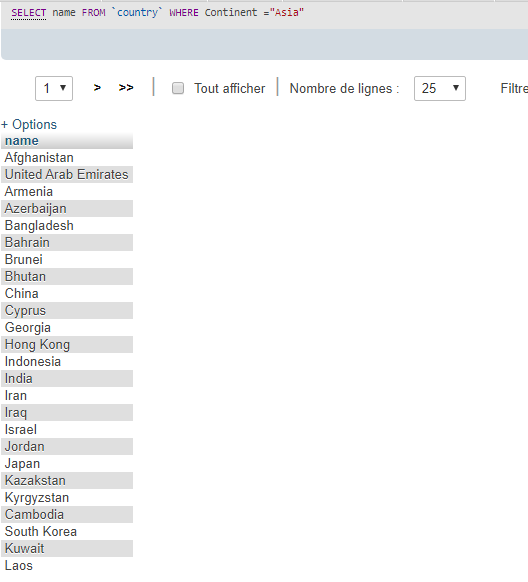 SELECT name FROM `country` WHERE Continent ="Asia"
1 > >> | Tout afficher | Nombre de lignes : 25 Filtre
+ Options
name
Afghanistan
United Arab Emirates
Armenia
Azerbaijan
Bangladesh
Bahrain
Brunei
Bhutan
China
Cyprus
Georgia
Hong Kong
Indonesia
India
Iran
Iraq
Israel
Jordan
Japan
Kazakstan
Kyrgyzstan
Cambodia
South Korea
Kuwait
Laos